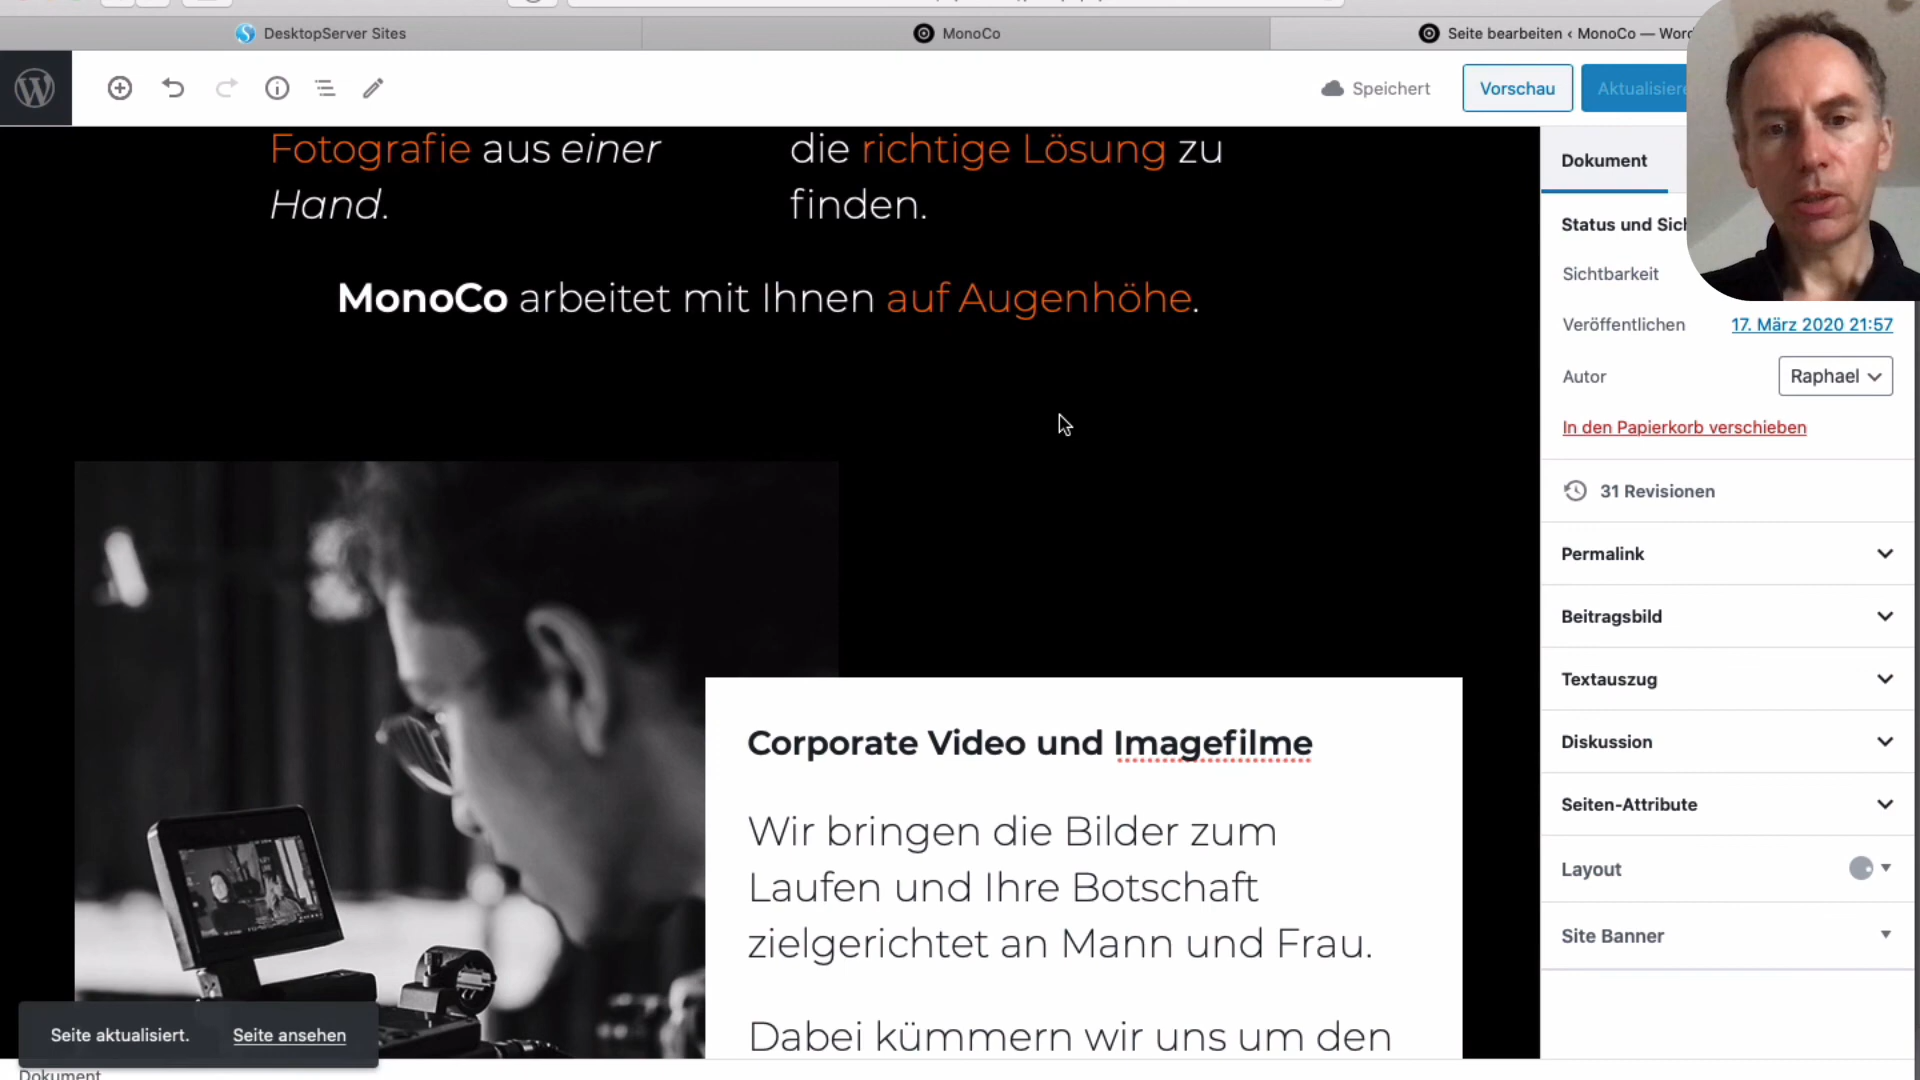 DesktopServer Sites
MonoCo
Seite bearbeiten ‹ MonoCo — Word
Speichert
Vorschau
Aktualisiere
Fotografie aus einer
Hand.
die richtige Lösung zu
finden.
MonoCo arbeitet mit Ihnen auf Augenhöhe.
Corporate Video und Imagefilme
Wir bringen die Bilder zum
Laufen und Ihre Botschaft
zielgerichtet an Mann und Frau.
Dabei kümmern wir uns um den
Dokument
Status und Sich
Sichtbarkeit
Veröffentlichen
17. März 2020 21:57
Autor
Raphael
In den Papierkorb verschieben
31 Revisionen
Permalink
Beitragsbild
Textauszug
Diskussion
Seiten-Attribute
Layout
Site Banner
Seite aktualisiert.
Seite ansehen
Dokument